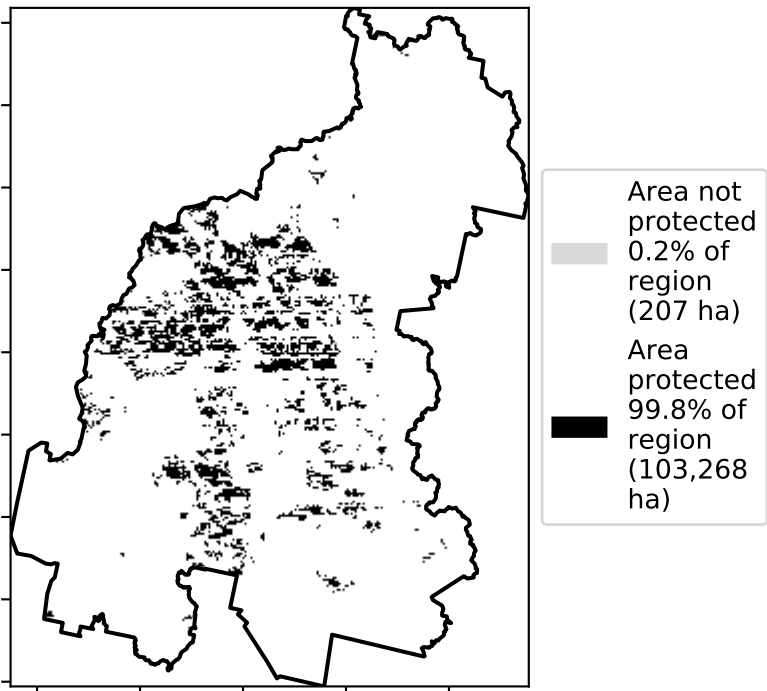 Area not
protected
0.2% of
region
(207 ha)
Area
protected
99.8% of
region
(103,268
ha)